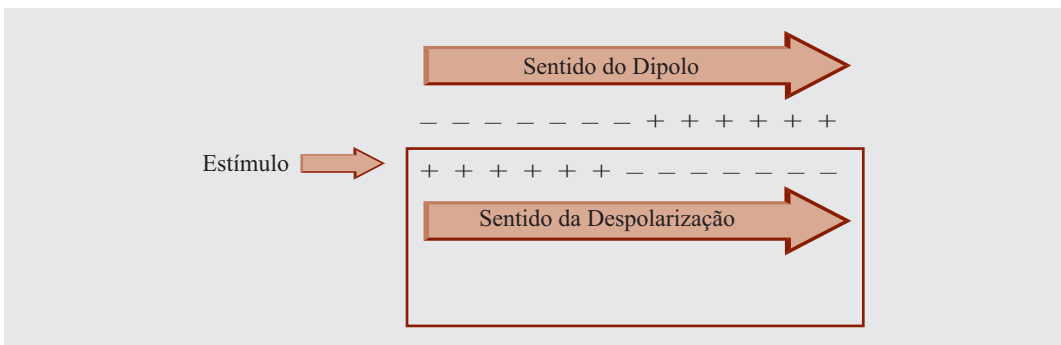 Sentido do Dipolo
– – – – – – – + + + + + +
Estímulo
+ + + + + + – – – – – – –
Sentido da Despolarização